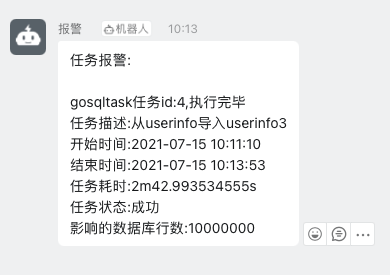 报警 机器人 10:13
任务报警:
gosqltask任务id:4,执行完毕
任务描述:从userinfo导入userinfo3
开始时间:2021-07-15 10:11:10
结束时间:2021-07-15 10:13:53
任务耗时:2m42.993534555s
任务状态:成功
影响的数据库行数:10000000